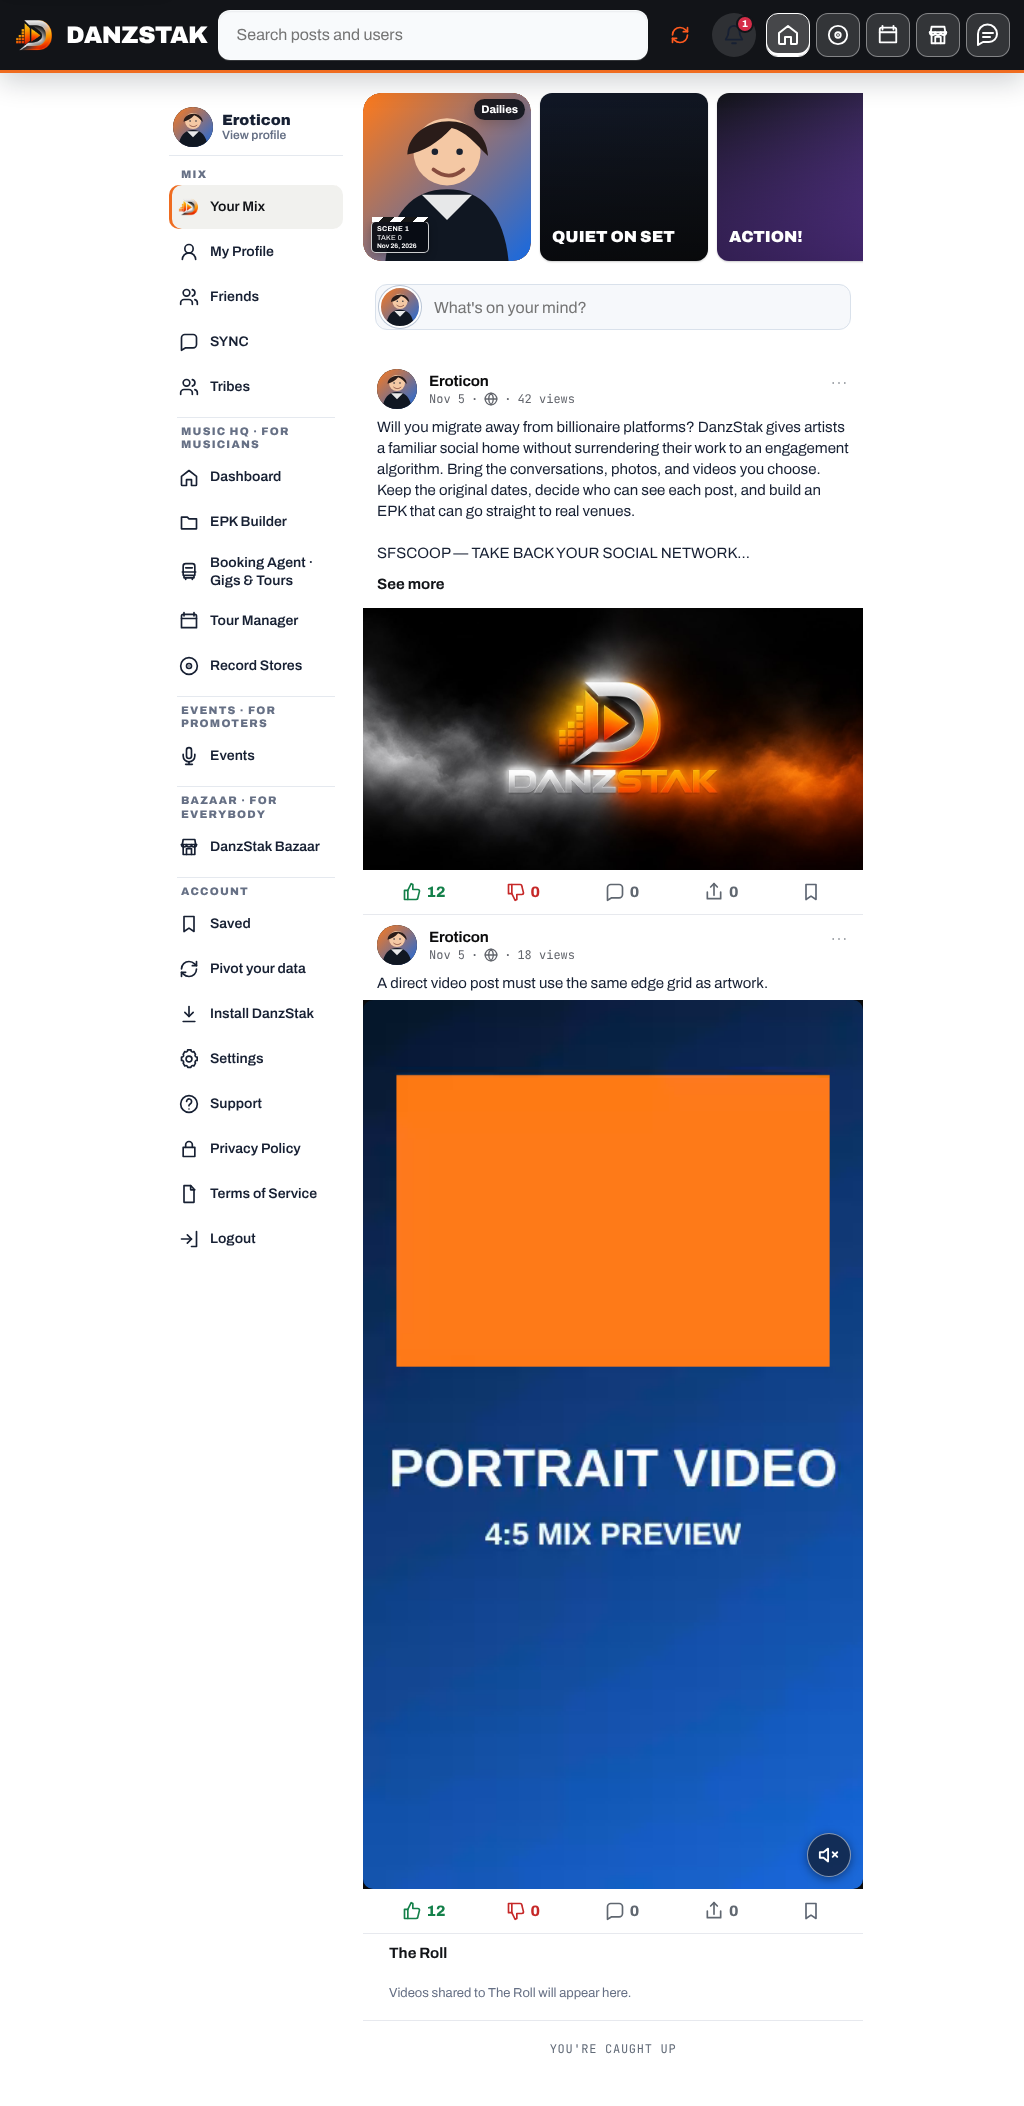 DANZSTAK
Search posts and users
1
Eroticon
View profile
MIX
Your Mix
My Profile
Friends
SYNC
Tribes
MUSIC HQ · FOR
MUSICIANS
Dashboard
EPK Builder
Booking Agent ·
Gigs & Tours
Tour Manager
Record Stores
EVENTS · FOR
PROMOTERS
Events
BAZAAR · FOR
EVERYBODY
DanzStak Bazaar
ACCOUNT
Saved
Pivot your data
Install DanzStak
Settings
Support
Privacy Policy
Terms of Service
Logout
Dailies
SCENE 1
TAKE 0
Nov 26, 2026
QUIET ON SET
ACTION!
What's on your mind?
Eroticon
Nov 5 · · 42 views
Will you migrate away from billionaire platforms? DanzStak gives artists
a familiar social home without surrendering their work to an engagement
algorithm. Bring the conversations, photos, and videos you choose.
Keep the original dates, decide who can see each post, and build an
EPK that can go straight to real venues.
SFSCOOP — TAKE BACK YOUR SOCIAL NETWORK...
See more
DANZSTAK
12 0 0 0
Eroticon
Nov 5 · · 18 views
A direct video post must use the same edge grid as artwork.
PORTRAIT VIDEO
4:5 MIX PREVIEW
12 0 0 0
The Roll
Videos shared to The Roll will appear here.
YOU'RE CAUGHT UP